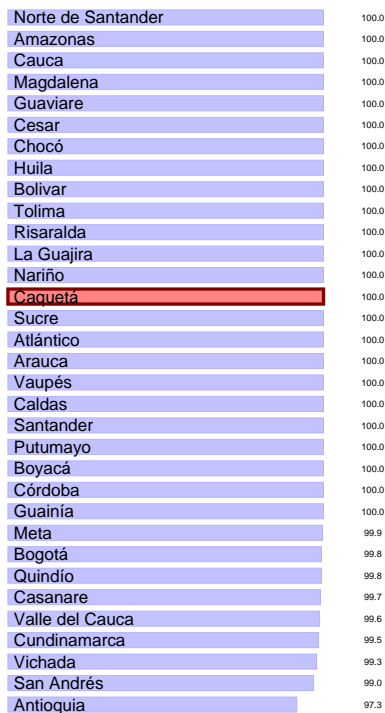 Norte de Santander 100.0
Amazonas 100.0
Cauca 100.0
Magdalena 100.0
Guaviare 100.0
Cesar 100.0
Chocó 100.0
Huila 100.0
Bolivar 100.0
Tolima 100.0
Risaralda 100.0
La Guajira 100.0
Nariño 100.0
Caquetá 100.0
Sucre 100.0
Atlántico 100.0
Arauca 100.0
Vaupés 100.0
Caldas 100.0
Santander 100.0
Putumayo 100.0
Boyacá 100.0
Córdoba 100.0
Guainía 100.0
Meta 99.9
Bogotá 99.8
Quindío 99.8
Casanare 99.7
Valle del Cauca 99.6
Cundinamarca 99.5
Vichada 99.3
San Andrés 99.0
Antioquia 97.3